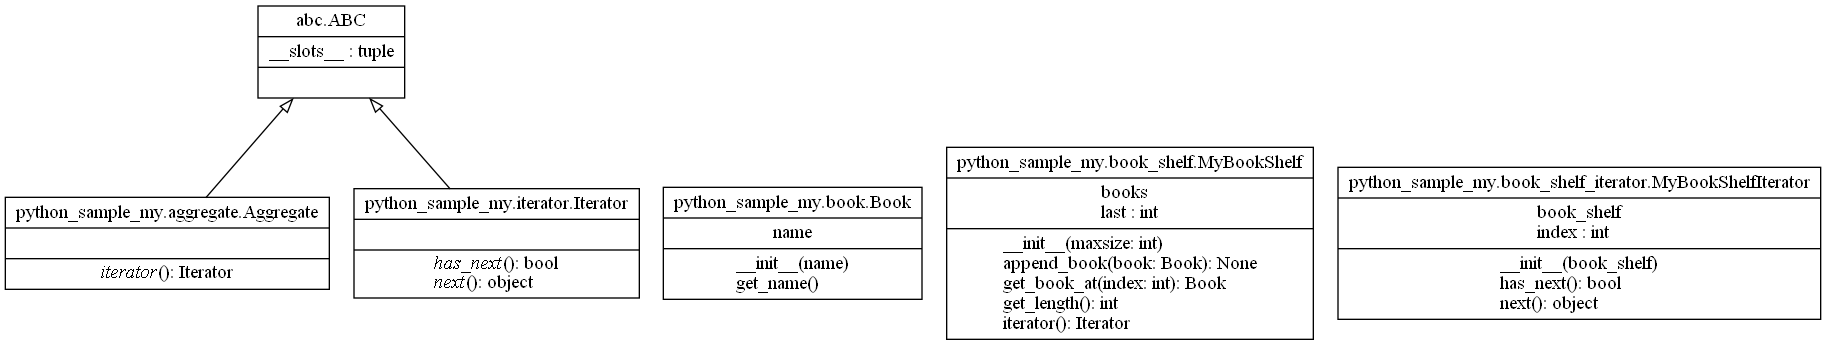 abc.ABC
__slots__ : tuple
python_sample_my.aggregate.Aggregate
iterator(): Iterator
python_sample_my.iterator.Iterator
has_next(): bool
next(): object
python_sample_my.book.Book
name
__init__(name)
get_name()
python_sample_my.book_shelf.MyBookShelf
books
last : int
__init__(maxsize: int)
append_book(book: Book): None
get_book_at(index: int): Book
get_length(): int
iterator(): Iterator
python_sample_my.book_shelf_iterator.MyBookShelfIterator
book_shelf
index : int
__init__(book_shelf)
has_next(): bool
next(): object